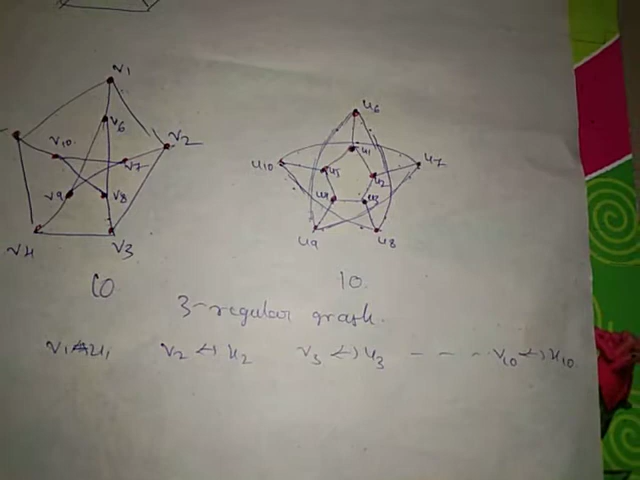 v1
v6
v2
v10
v7
v9
v8
v4
v3
10
u6
u1
u10
u7
u5
u2
u4
u3
u9
u8
10
3-regular graph.
v1↔u1 v2 ↔ u2 v3 ↔ u3 - - - - v10 ↔ u10